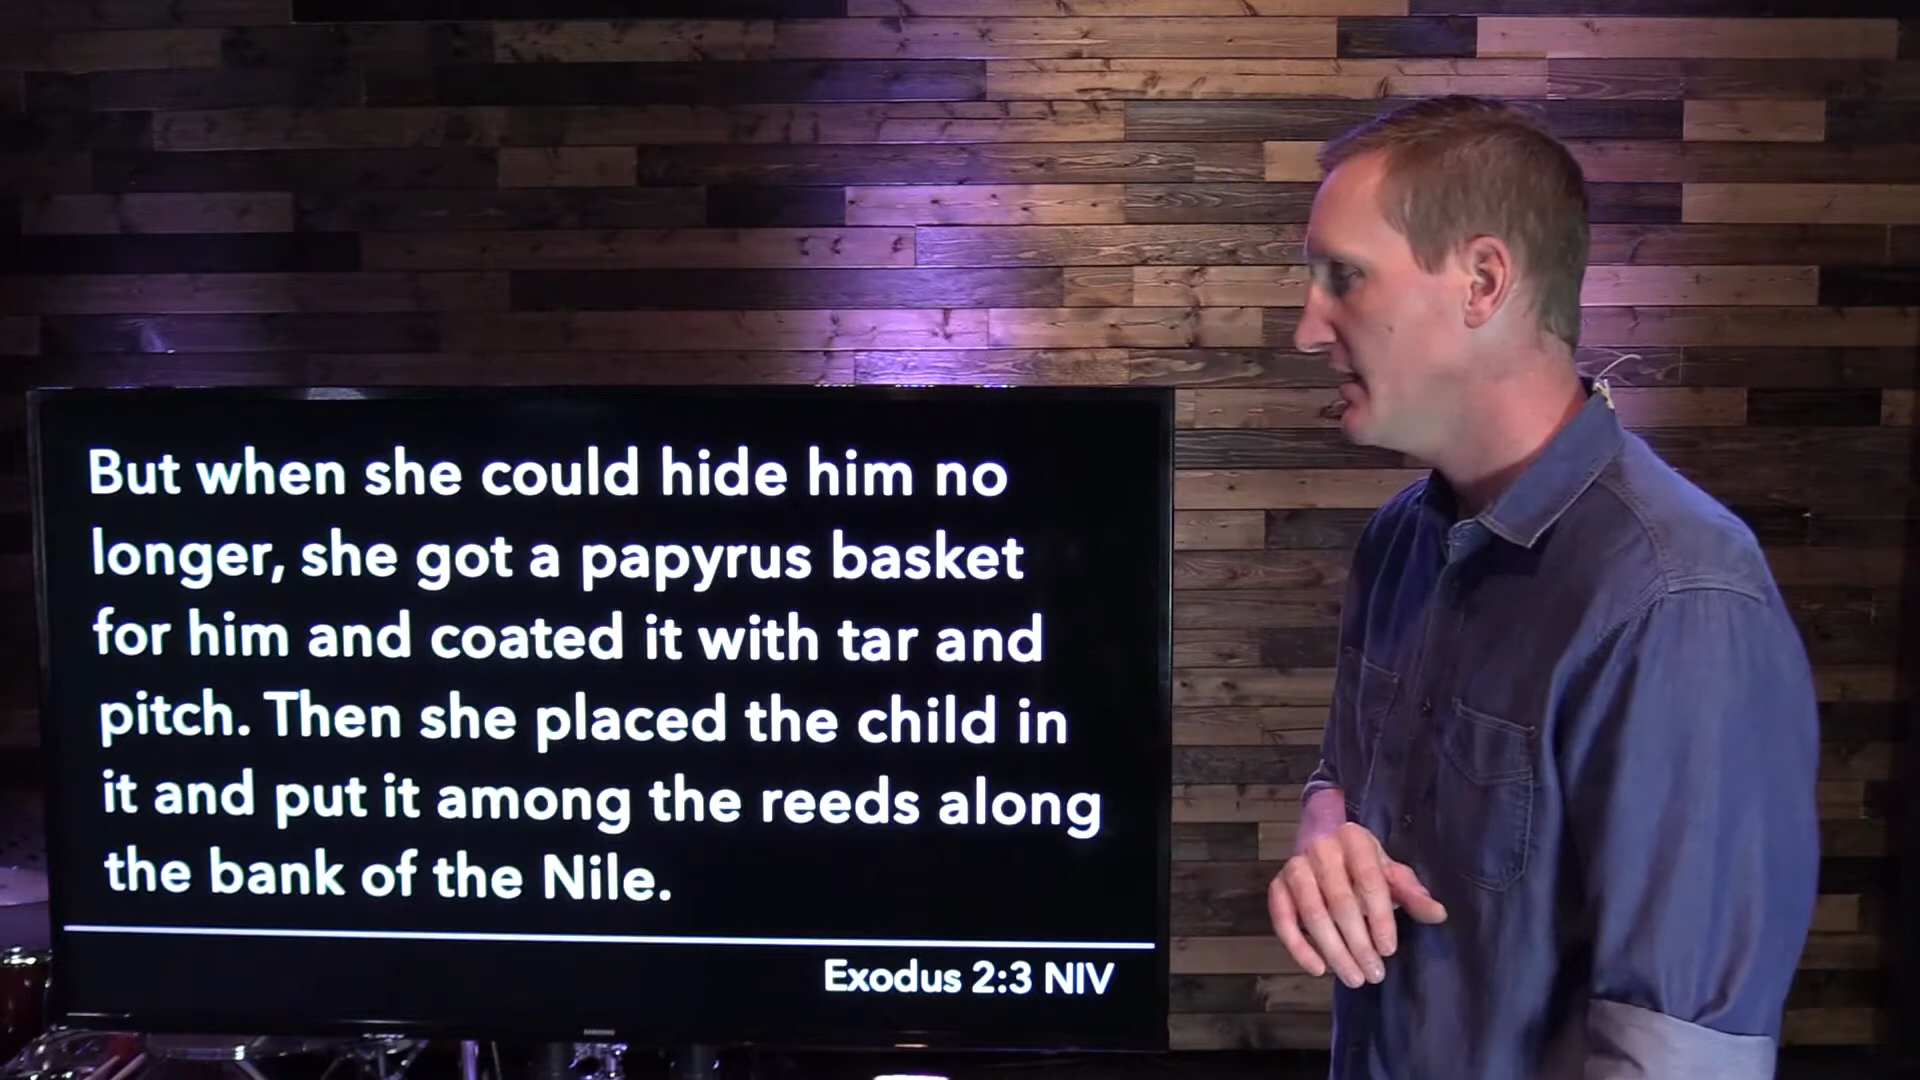 But when she could hide him no
longer, she got a papyrus basket
for him and coated it with tar and
pitch. Then she placed the child in
it and put it among the reeds along
the bank of the Nile.
Exodus 2:3 NIV
SAMSUNG